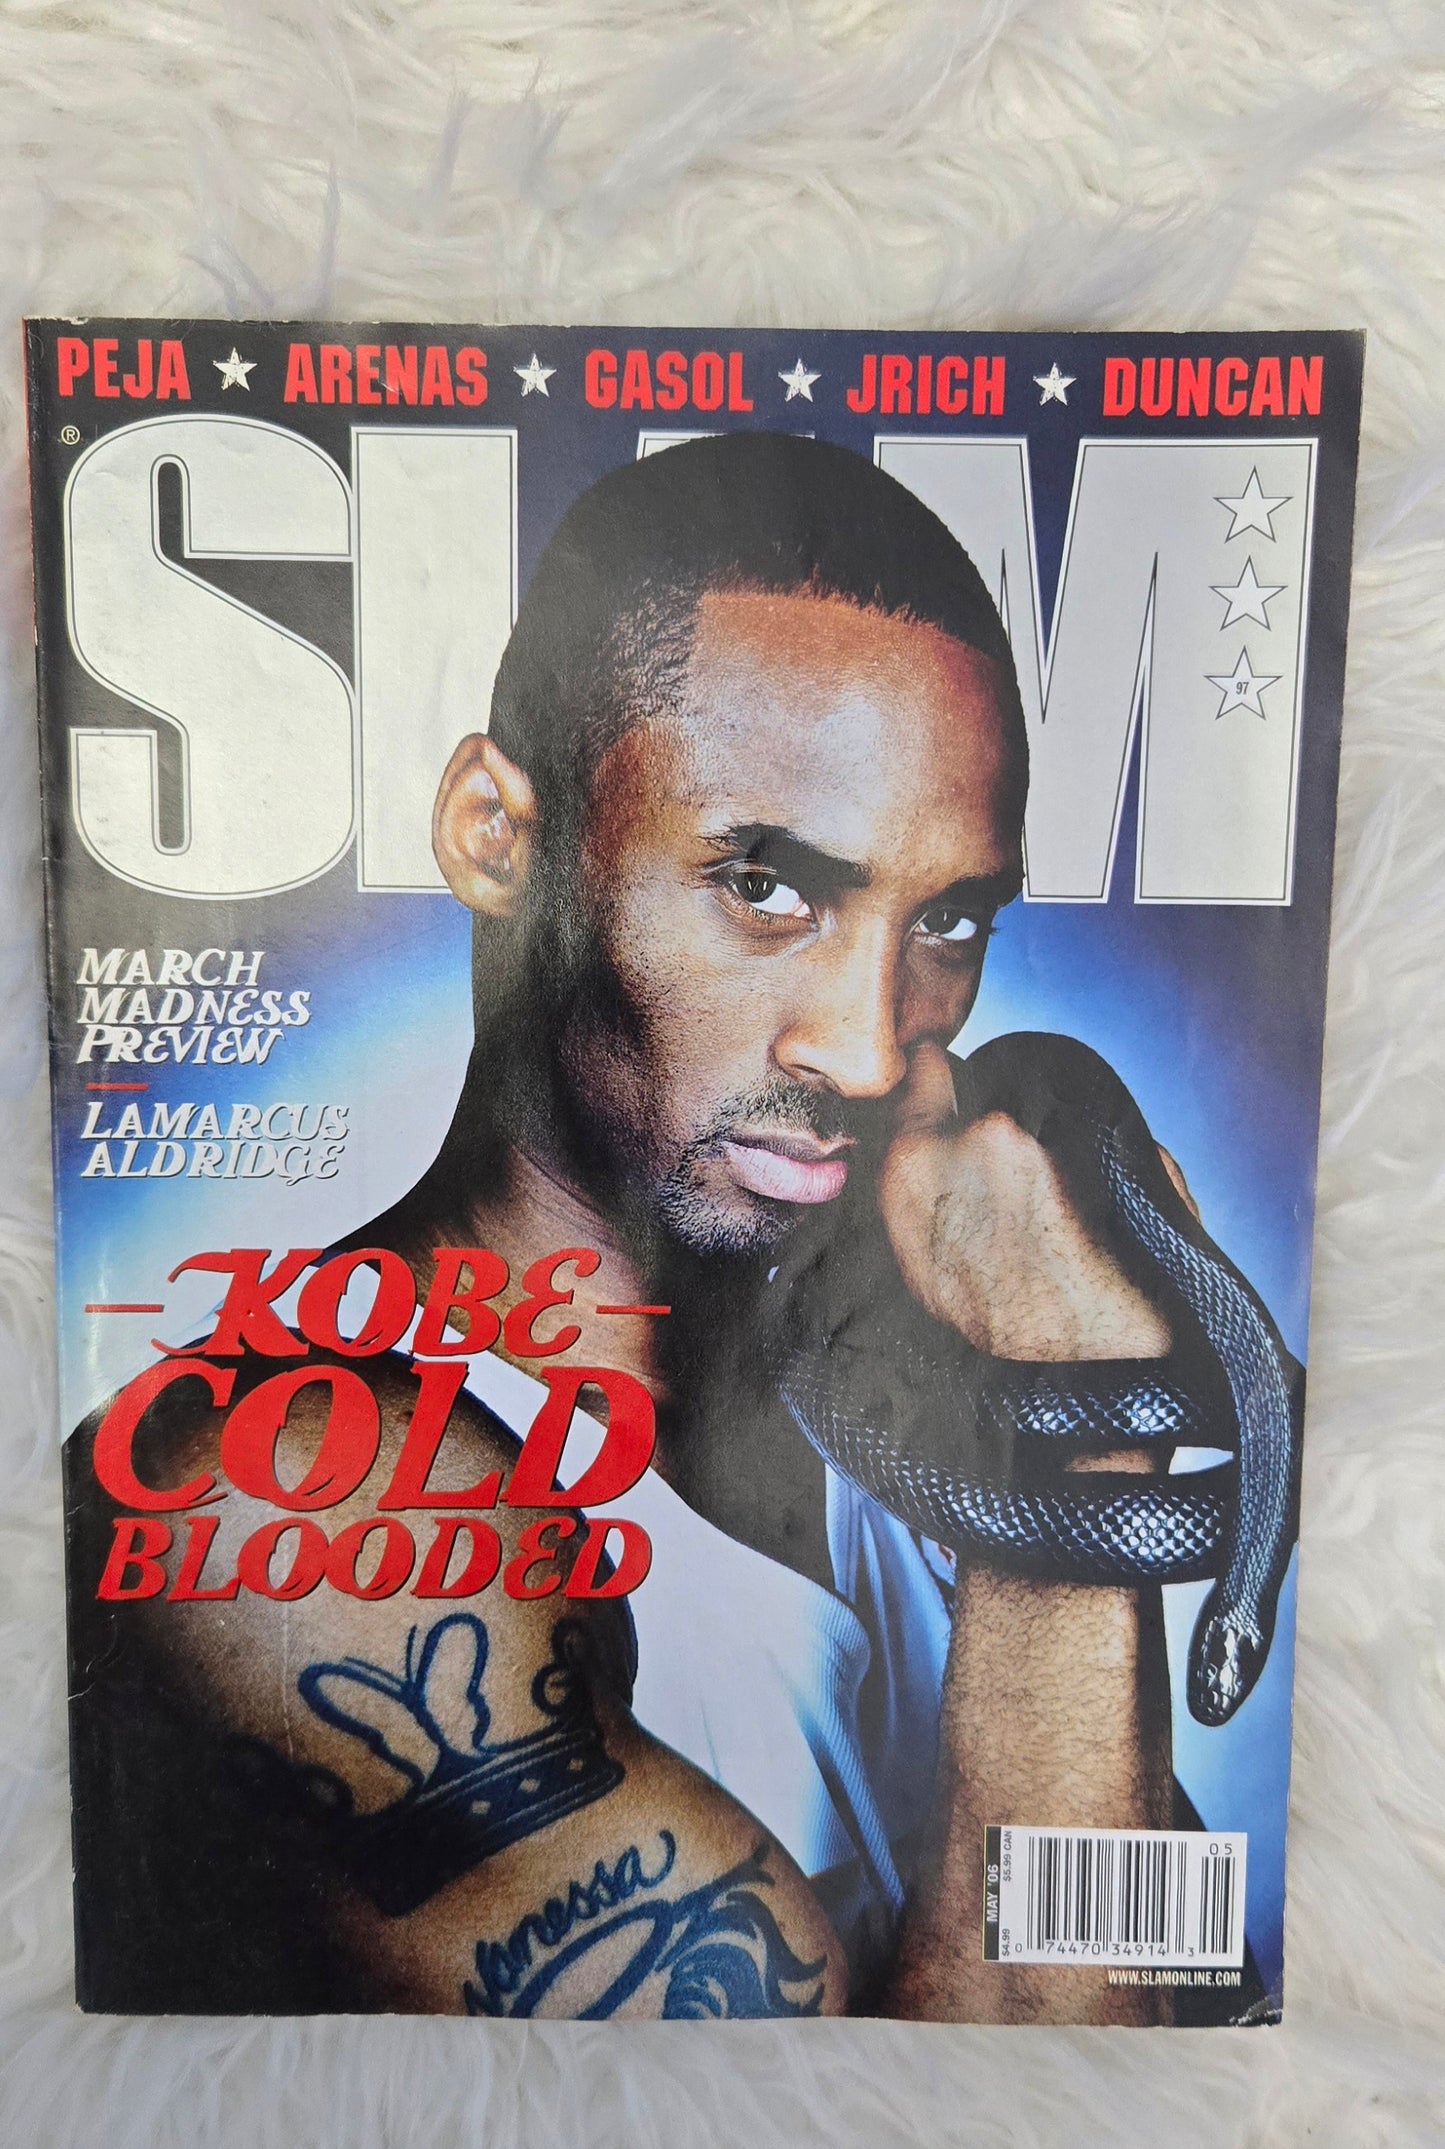 PEJA ★ ARENAS ★ GASOL ★ JRICH ★ DUNCAN
®
SLAM
97
MARCH
MADNESS
PREVIEW
LAMARCUS
ALDRIDGE
KOBE
COLD
BLOODED
Vanessa
MAY '06
$4.99 $5.99 CAN
05
0 74470 34914 3
WWW.SLAMONLINE.COM